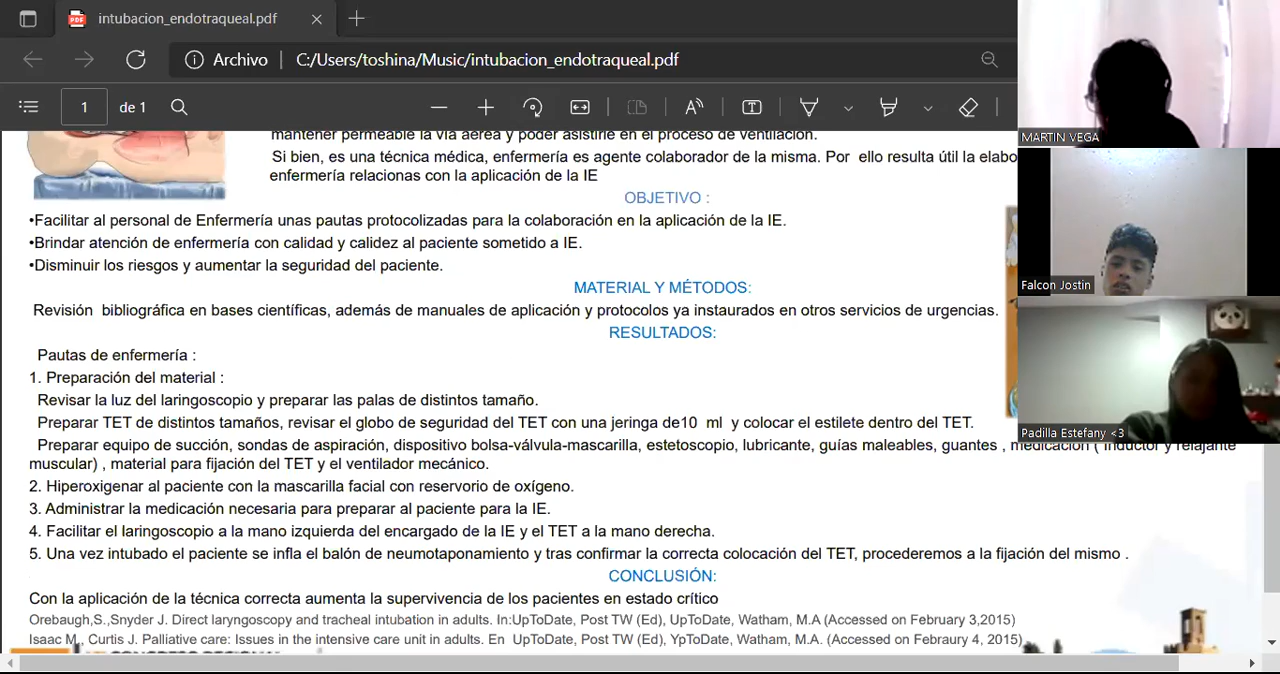 intubacion_endotraqueal.pdf
PDF
Archivo
C:/Users/toshina/Music/intubacion_endotraqueal.pdf
1
de 1
MARTIN VEGA
Falcon Jostin
Padilla Estefany <3
mantener permeable la vía aérea y poder asistirle en el proceso de ventilación.
Si bien, es una técnica médica, enfermería es agente colaborador de la misma. Por ello resulta útil la
enfermería relacionas con la aplicación de la IE
OBJETIVO :
•Facilitar al personal de Enfermería unas pautas protocolizadas para la colaboración en la aplicación de la IE.
•Brindar atención de enfermería con calidad y calidez al paciente sometido a IE.
•Disminuir los riesgos y aumentar la seguridad del paciente.
MATERIAL Y MÉTODOS:
Revisión bibliográfica en bases científicas, además de manuales de aplicación y protocolos ya instaurados en otros servicios de urgencias.
RESULTADOS:
Pautas de enfermería :
1. Preparación del material :
Revisar la luz del laringoscopio y preparar las palas de distintos tamaño.
Preparar TET de distintos tamaños, revisar el globo de seguridad del TET con una jeringa de10 ml y colocar el estilete dentro del TET.
Preparar equipo de succión, sondas de aspiración, dispositivo bolsa-válvula-mascarilla, estetoscopio, lubricante, guías maleables, guantes , medicación ( inductor y relajante
muscular) , material para fijación del TET y el ventilador mecánico.
2. Hiperoxigenar al paciente con la mascarilla facial con reservorio de oxígeno.
3. Administrar la medicación necesaria para preparar al paciente para la IE.
4. Facilitar el laringoscopio a la mano izquierda del encargado de la IE y el TET a la mano derecha.
5. Una vez intubado el paciente se infla el balón de neumotaponamiento y tras confirmar la correcta colocación del TET, procederemos a la fijación del mismo .
CONCLUSIÓN:
Con la aplicación de la técnica correcta aumenta la supervivencia de los pacientes en estado crítico
Orebaugh,S.,Snyder J. Direct laryngoscopy and tracheal intubation in adults. In:UpToDate, Post TW (Ed), UpToDate, Watham, M.A (Accessed on February 3,2015)
Isaac M., Curtis J. Palliative care: Issues in the intensive care unit in adults. En UpToDate, Post TW (Ed), YpToDate, Watham, M.A. (Accessed on Febraury 4, 2015)
CONGRESO REGIONAL